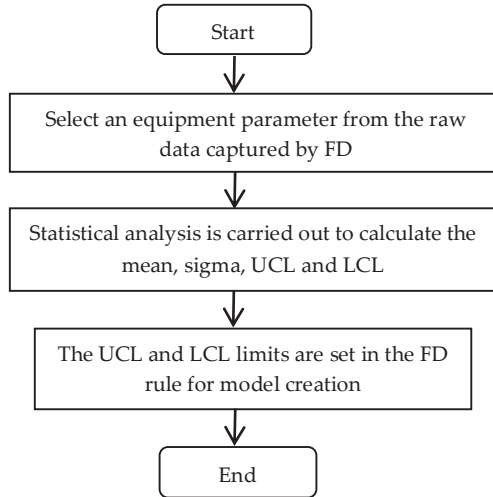 Start
Select an equipment parameter from the raw
data captured by FD
Statistical analysis is carried out to calculate the
mean, sigma, UCL and LCL
The UCL and LCL limits are set in the FD
rule for model creation
End